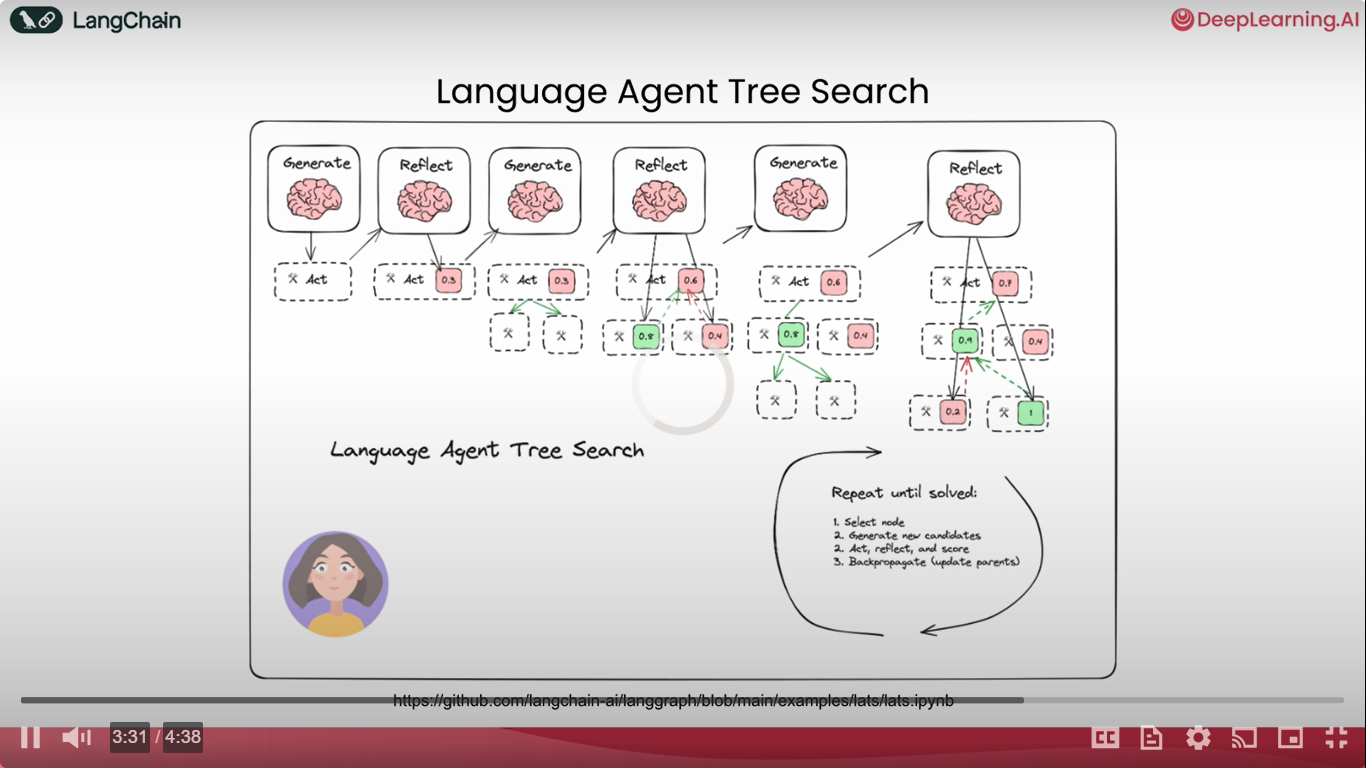 LangChain
DeepLearning.AI
Language Agent Tree Search
Generate
Reflect
Generate
Reflect
Generate
Reflect
Act
Act 0.3
Act 0.3
Act 0.6
Act 0.6
Act 0.7
0.8 0.4
0.8 0.4
0.9 0.4
0.2 1
Language Agent Tree Search
Repeat until solved:
1. Select node
2. Generate new candidates
2. Act, reflect, and score
3. Backpropagate (update parents)
https://github.com/langchain-ai/langgraph/blob/main/examples/lats/lats.ipynb
3:31 / 4:38
CC